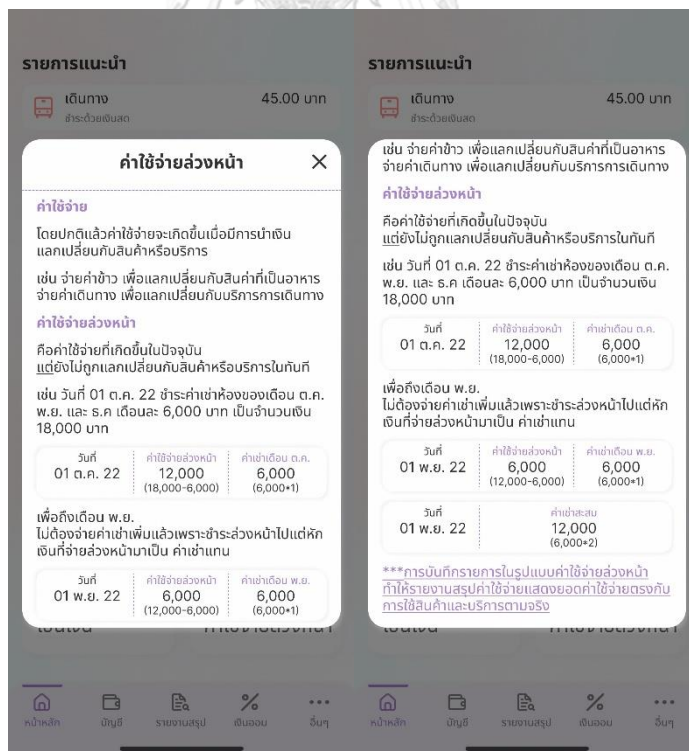 รายการแนะนำ
เดินทาง
45.00 บาท
ชำระด้วยเงินสด
ค่าใช้จ่ายล่วงหน้า
ค่าใช้จ่าย
โดยปกติแล้วค่าใช้จ่ายจะเกิดขึ้นเมื่อมีการนำเงิน
แลกเปลี่ยนกับสินค้าหรือบริการ
เช่น จ่ายค่าข้าว เพื่อแลกเปลี่ยนกับสินค่าที่เป็นอาหาร
จ่ายค่าเดินทาง เพื่อแลกเปลี่ยนกับบริการการเดินทาง
ค่าใช้จ่ายล่วงหน้า
คือค่าใช้จ่ายที่เกิดขึ้นในปัจจุบัน
แต่ยังไม่ถูกแลกเปลี่ยนกับสินค้าหรือบริการในทันที
เช่น วันที่ 01 ต.ค. 22 ชำระค่าเช่าห้องของเดือน ต.ค.
พ.ย. และ ธ.ค เดือนละ 6,000 บาท เป็นจำนวนเงิน
18,000 บาท
วันที่ ค่าใช้จ่ายล่วงหน้า ค่าเช่าเดือน ต.ค.
01 ต.ค. 22 12,000 6,000
(18,000-6,000) (6,000*1)
เพื่อถึงเดือน พ.ย.
ไม่ต้องจ่ายค่าเช่าเพิ่มแล้วเพราะชำระล่วงหน้าไปแต่หัก
เงินที่จ่ายล่วงหน้ามาเป็น ค่าเช่าแทน
วันที่ ค่าใช้จ่ายล่วงหน้า ค่าเช่าเดือน พ.ย.
01 พ.ย. 22 6,000 6,000
(12,000-6,000) (6,000*1)
หน้าหลัก บัญชี รายงานสรุป เงินออม อื่นๆ
รายการแนะนำ
เดินทาง
45.00 บาท
ชำระด้วยเงินสด
เช่น จ่ายค่าข้าว เพื่อแลกเปลี่ยนกับสินค่าที่เป็นอาหาร
จ่ายค่าเดินทาง เพื่อแลกเปลี่ยนกับบริการการเดินทาง
ค่าใช้จ่ายล่วงหน้า
คือค่าใช้จ่ายที่เกิดขึ้นในปัจจุบัน
แต่ยังไม่ถูกแลกเปลี่ยนกับสินค้าหรือบริการในทันที
เช่น วันที่ 01 ต.ค. 22 ชำระค่าเช่าห้องของเดือน ต.ค.
พ.ย. และ ธ.ค เดือนละ 6,000 บาท เป็นจำนวนเงิน
18,000 บาท
วันที่ ค่าใช้จ่ายล่วงหน้า ค่าเช่าเดือน ต.ค.
01 ต.ค. 22 12,000 6,000
(18,000-6,000) (6,000*1)
เพื่อถึงเดือน พ.ย.
ไม่ต้องจ่ายค่าเช่าเพิ่มแล้วเพราะชำระล่วงหน้าไปแต่หัก
เงินที่จ่ายล่วงหน้ามาเป็น ค่าเช่าแทน
วันที่ ค่าใช้จ่ายล่วงหน้า ค่าเช่าเดือน พ.ย.
01 พ.ย. 22 6,000 6,000
(12,000-6,000) (6,000*1)
วันที่ ค่าเช่าสะสม
01 พ.ย. 22 12,000
(6,000*2)
***การบันทึกรายการในรูปแบบค่าใช้จ่ายล่วงหน้า
ทำให้รายงานสรุปค่าใช้จ่ายแสดงยอดค่าใช้จ่ายตรงกับ
การใช้สินค้าและบริการตามจริง
หน้าหลัก บัญชี รายงานสรุป เงินออม อื่นๆ